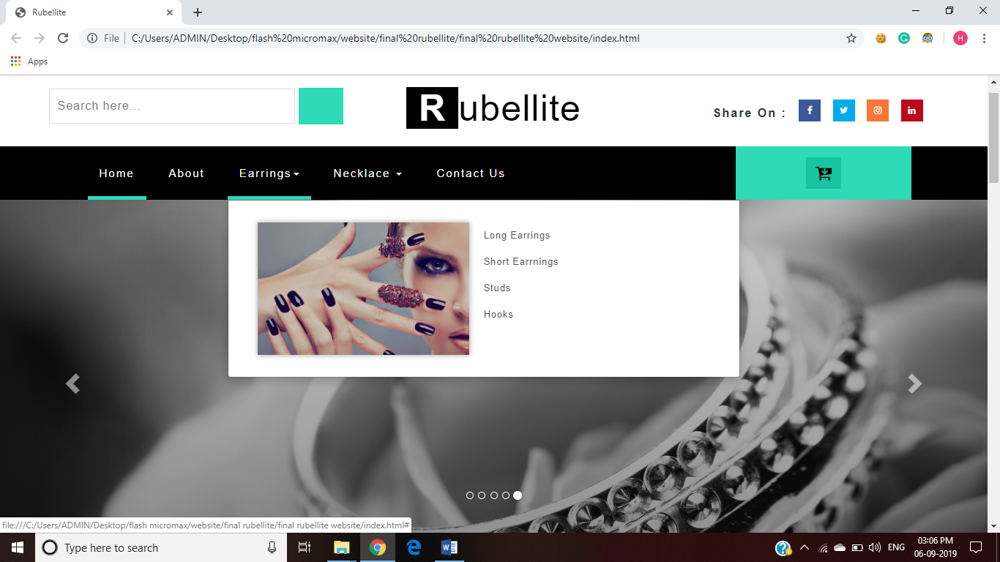 Rubellite
File
C:/Users/ADMIN/Desktop/flash%20micromax/website/final%20rubellite/final%20rubellite%20website/index.html
H
Apps
Search here...
Rubellite
Share On :
Home
About
Earrings
Necklace
Contact Us
Long Earrings
Short Earrnings
Studs
Hooks
file:///C:/Users/ADMIN/Desktop/flash micromax/website/final rubellite/final rubellite website/index.html#
Type here to search
ENG
03:06 PM
06-09-2019